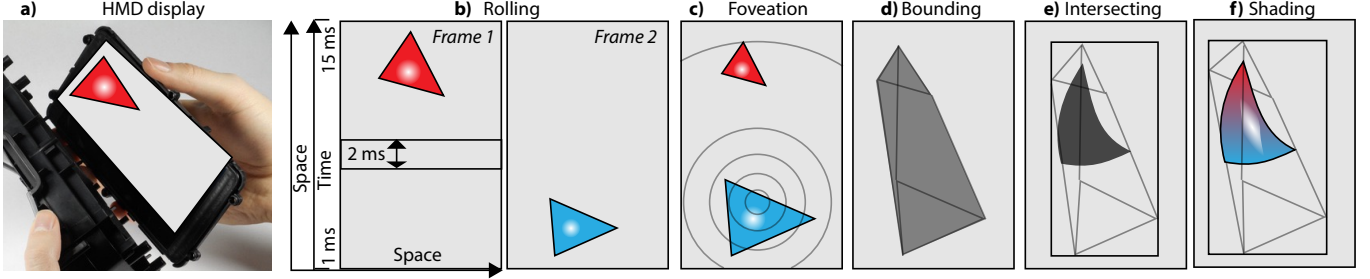 a) HMD display
b) Rolling
c) Foveation
d) Bounding
e) Intersecting
f) Shading
Space
Time
15 ms
1 ms
Frame 1
2 ms
Space
Frame 2